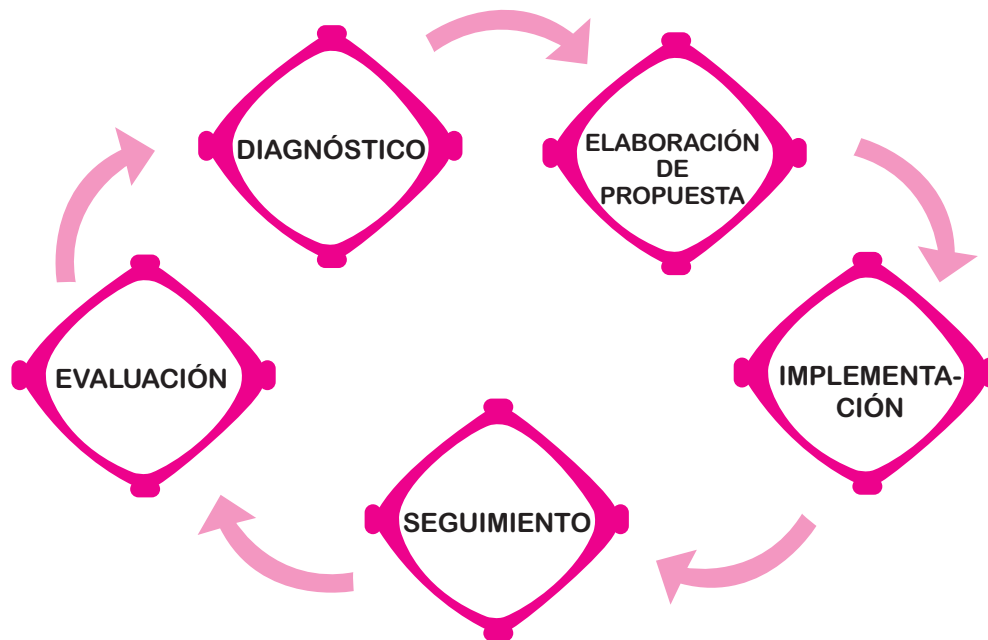 DIAGNÓSTICO
ELABORACIÓN
DE
PROPUESTA
IMPLEMENTA-
CIÓN
SEGUIMIENTO
EVALUACIÓN